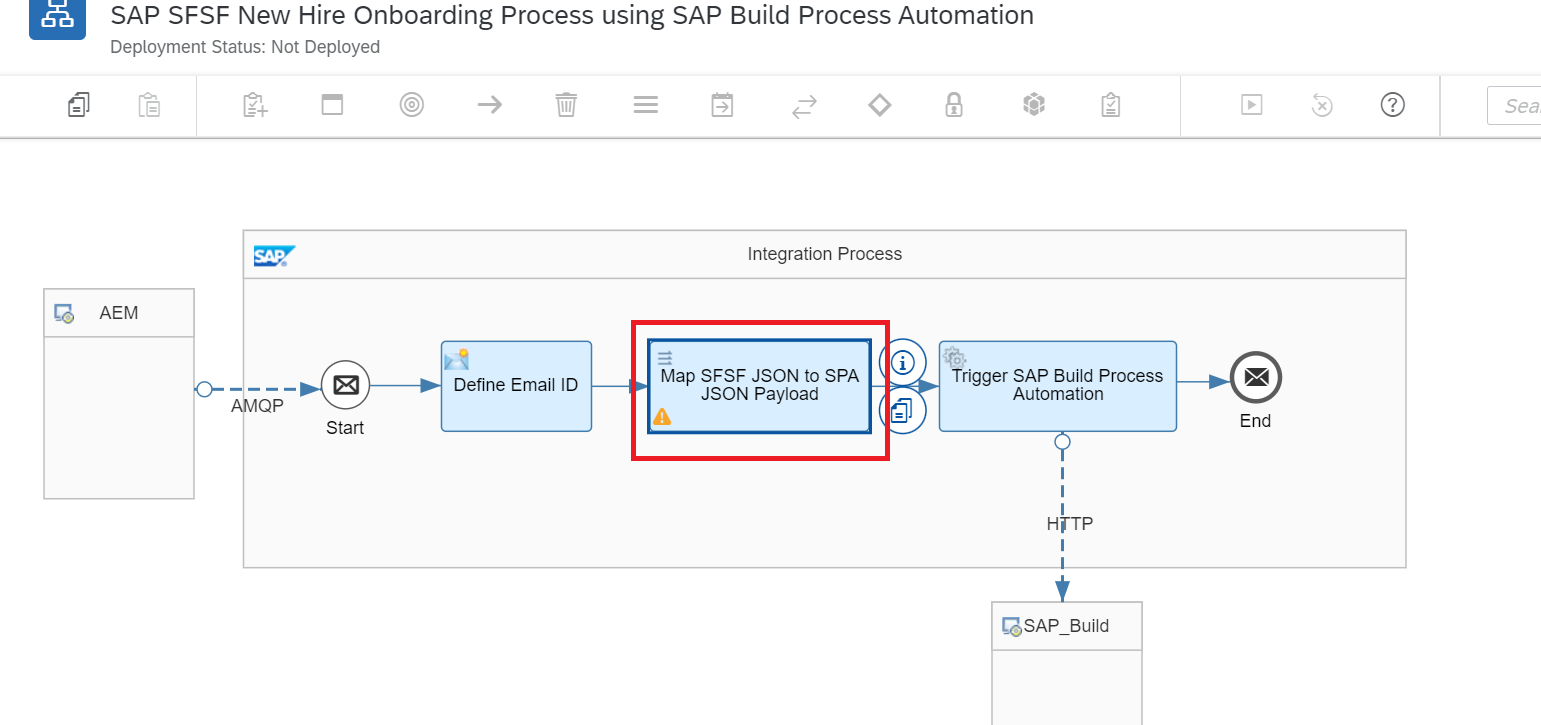 SAP SFSF New Hire Onboarding Process using SAP Build Process Automation
Deployment Status: Not Deployed
SAP
Integration Process
AEM
AMQP
Start
Define Email ID
Map SFSF JSON to SPA
JSON Payload
Trigger SAP Build Process
Automation
End
HTTP
SAP_Build